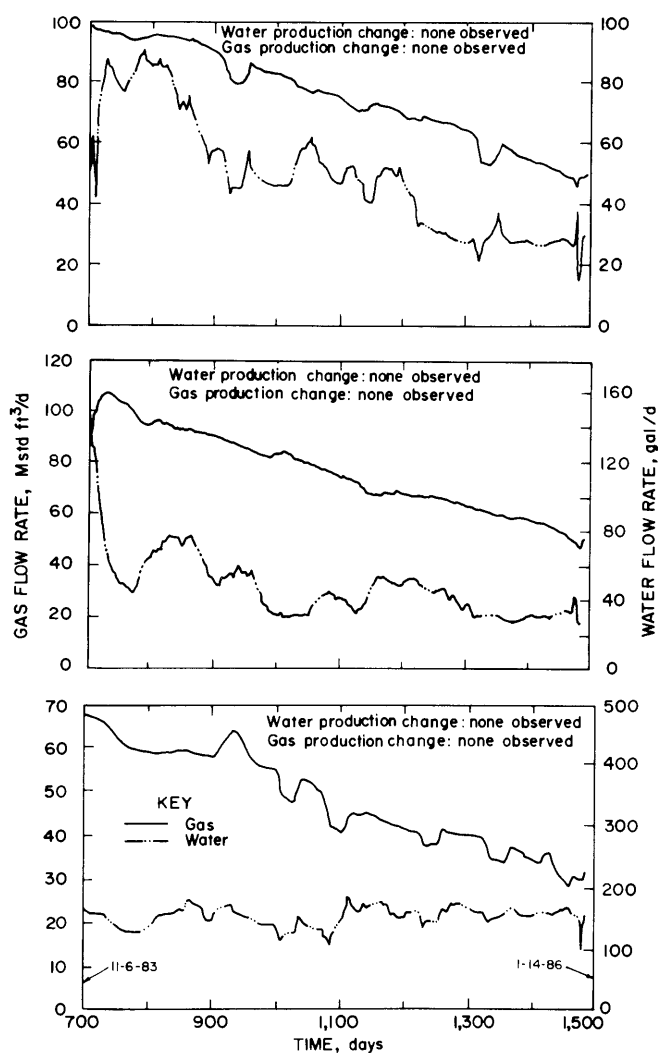 Water production change: none observed
Gas production change: none observed
100 100
80 80
60 60
40 40
20 20
0 0
Water production change: none observed
Gas production change: none observed
120
100 160
80 120
60
40 80
20 40
0 0
GAS FLOW RATE, Mstd ft³/d
WATER FLOW RATE, gal/d
Water production change: none observed
Gas production change: none observed
70 500
60 400
50
40 300
30 200
20 100
10
0 0
KEY
Gas
Water
11-6-83
1-14-86
700 900 1,100 1,300 1,500
TIME, days